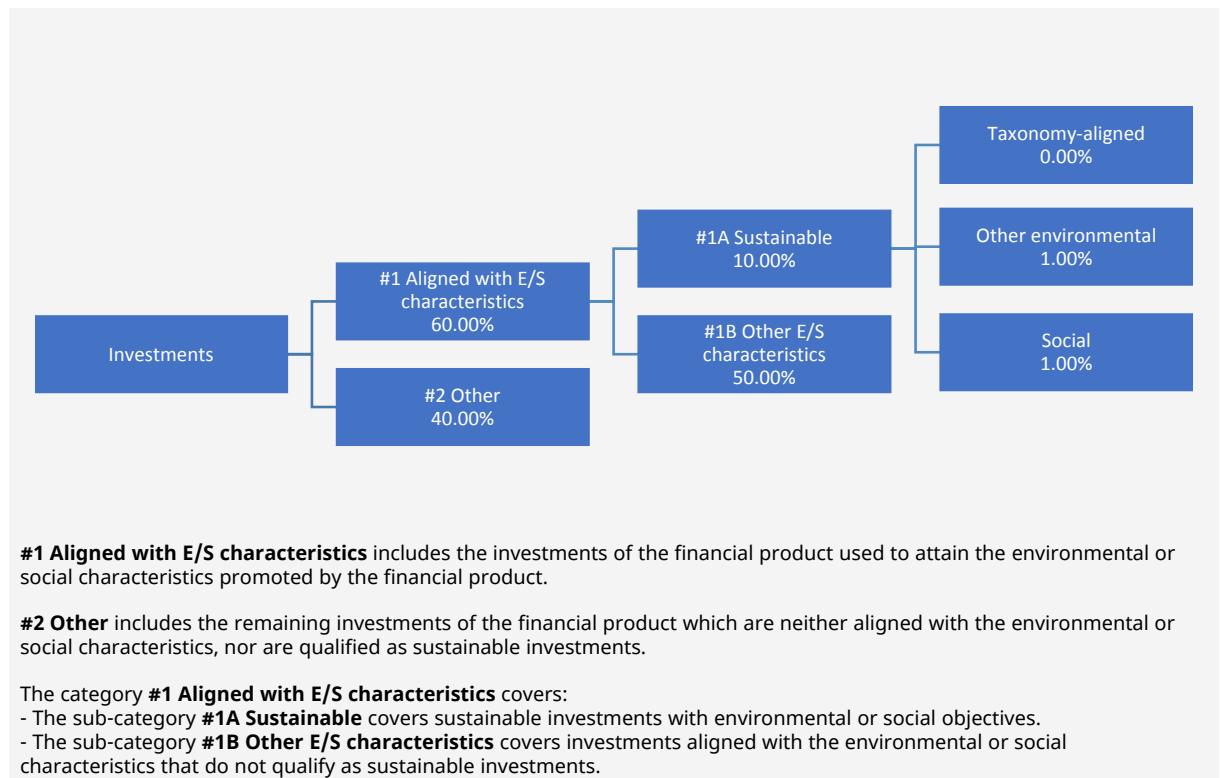 Taxonomy-aligned
0.00%
#1A Sustainable
10.00%
Other environmental
1.00%
#1 Aligned with E/S
characteristics
60.00%
Investments
#1B Other E/S
characteristics
50.00%
Social
1.00%
#2 Other
40.00%
#1 Aligned with E/S characteristics includes the investments of the financial product used to attain the environmental or
social characteristics promoted by the financial product.
#2 Other includes the remaining investments of the financial product which are neither aligned with the environmental or
social characteristics, nor are qualified as sustainable investments.
The category #1 Aligned with E/S characteristics covers:
- The sub-category #1A Sustainable covers sustainable investments with environmental or social objectives.
- The sub-category #1B Other E/S characteristics covers investments aligned with the environmental or social
characteristics that do not qualify as sustainable investments.